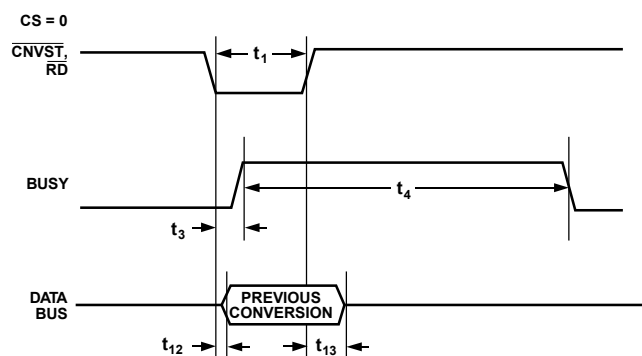 CS = 0
CNVST,
RD
t1
BUSY
t4
t3
DATA
BUS
PREVIOUS
CONVERSION
t12
t13